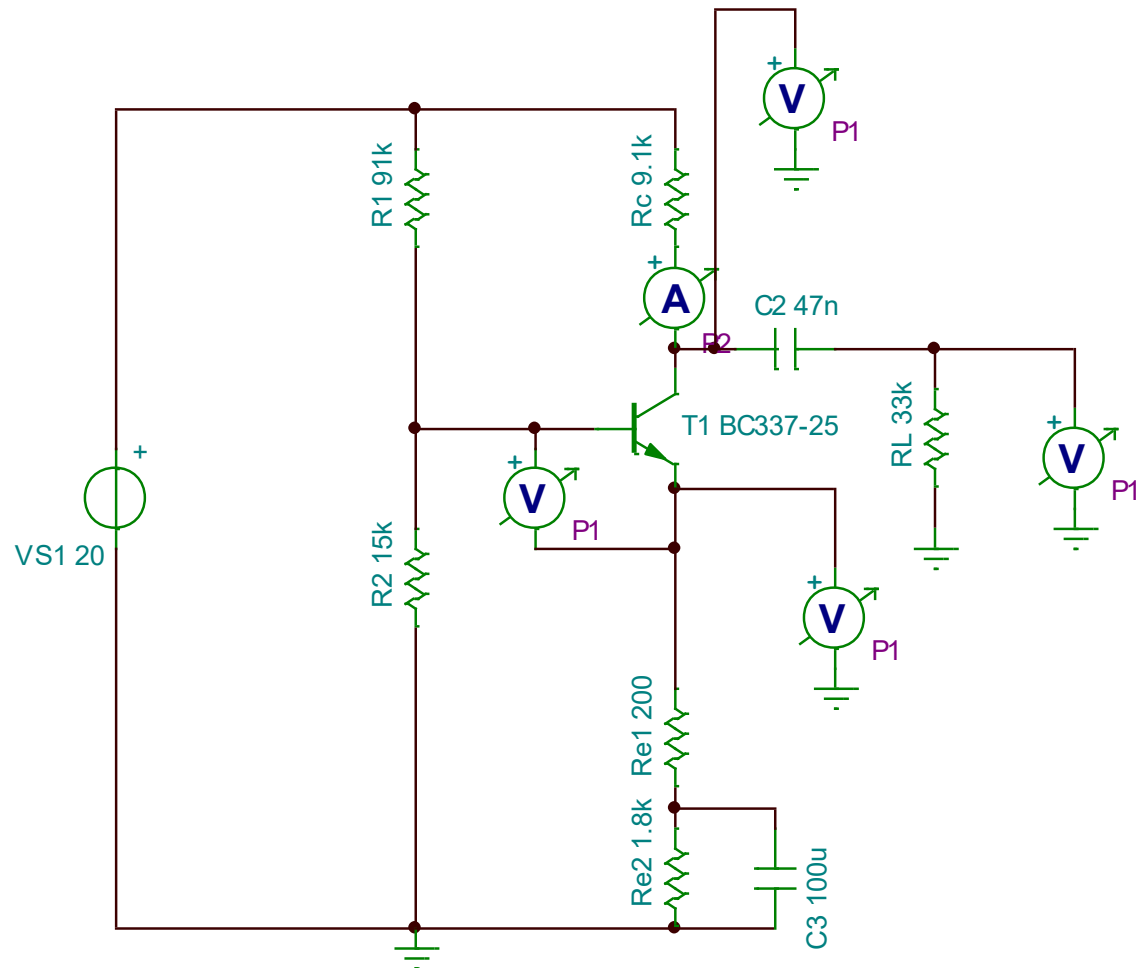 +
V
P1
R1 91k
Rc 9.1k
+
A
P2
C2 47n
T1 BC337-25
RL 33k
+
V
P1
+
VS1 20
+
V
P1
R2 15k
+
V
P1
Re1 200
Re2 1.8k
C3 100u